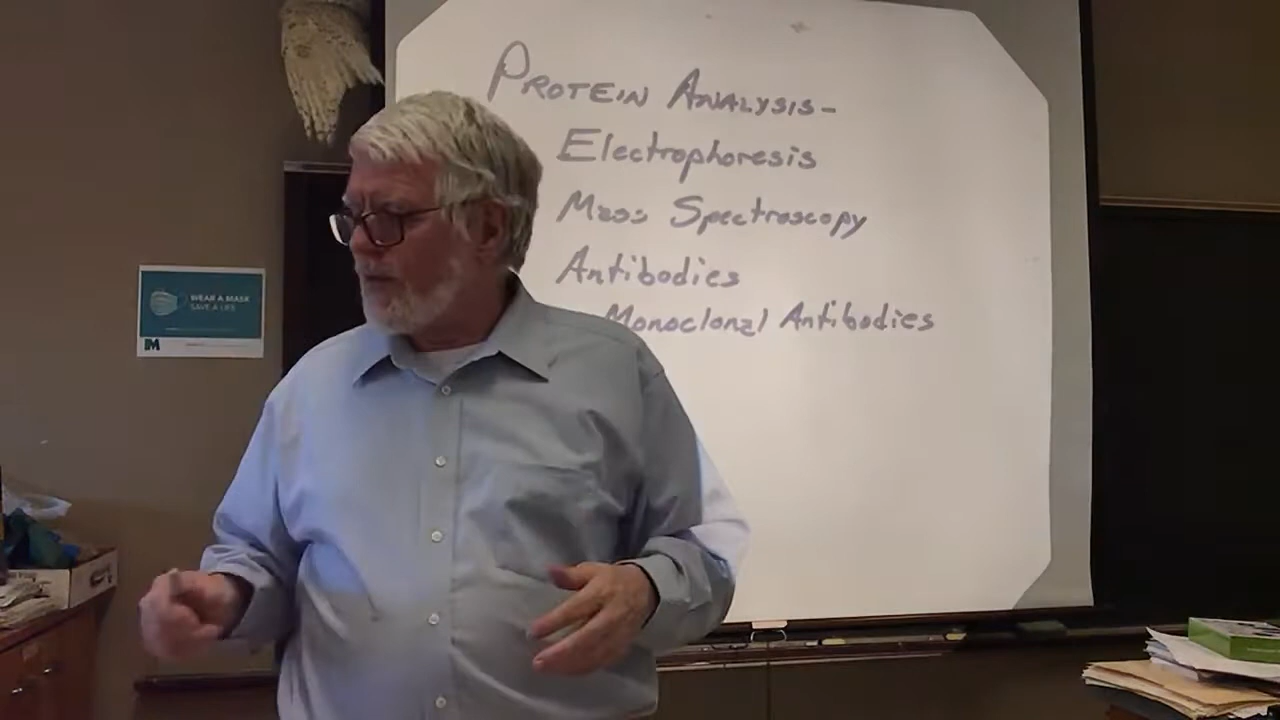 PROTEIN ANALYSIS-
Electrophoresis
Mass Spectroscopy
Antibodies
Monoclonal Antibodies
WEAR A MASK
SAVE A LIFE